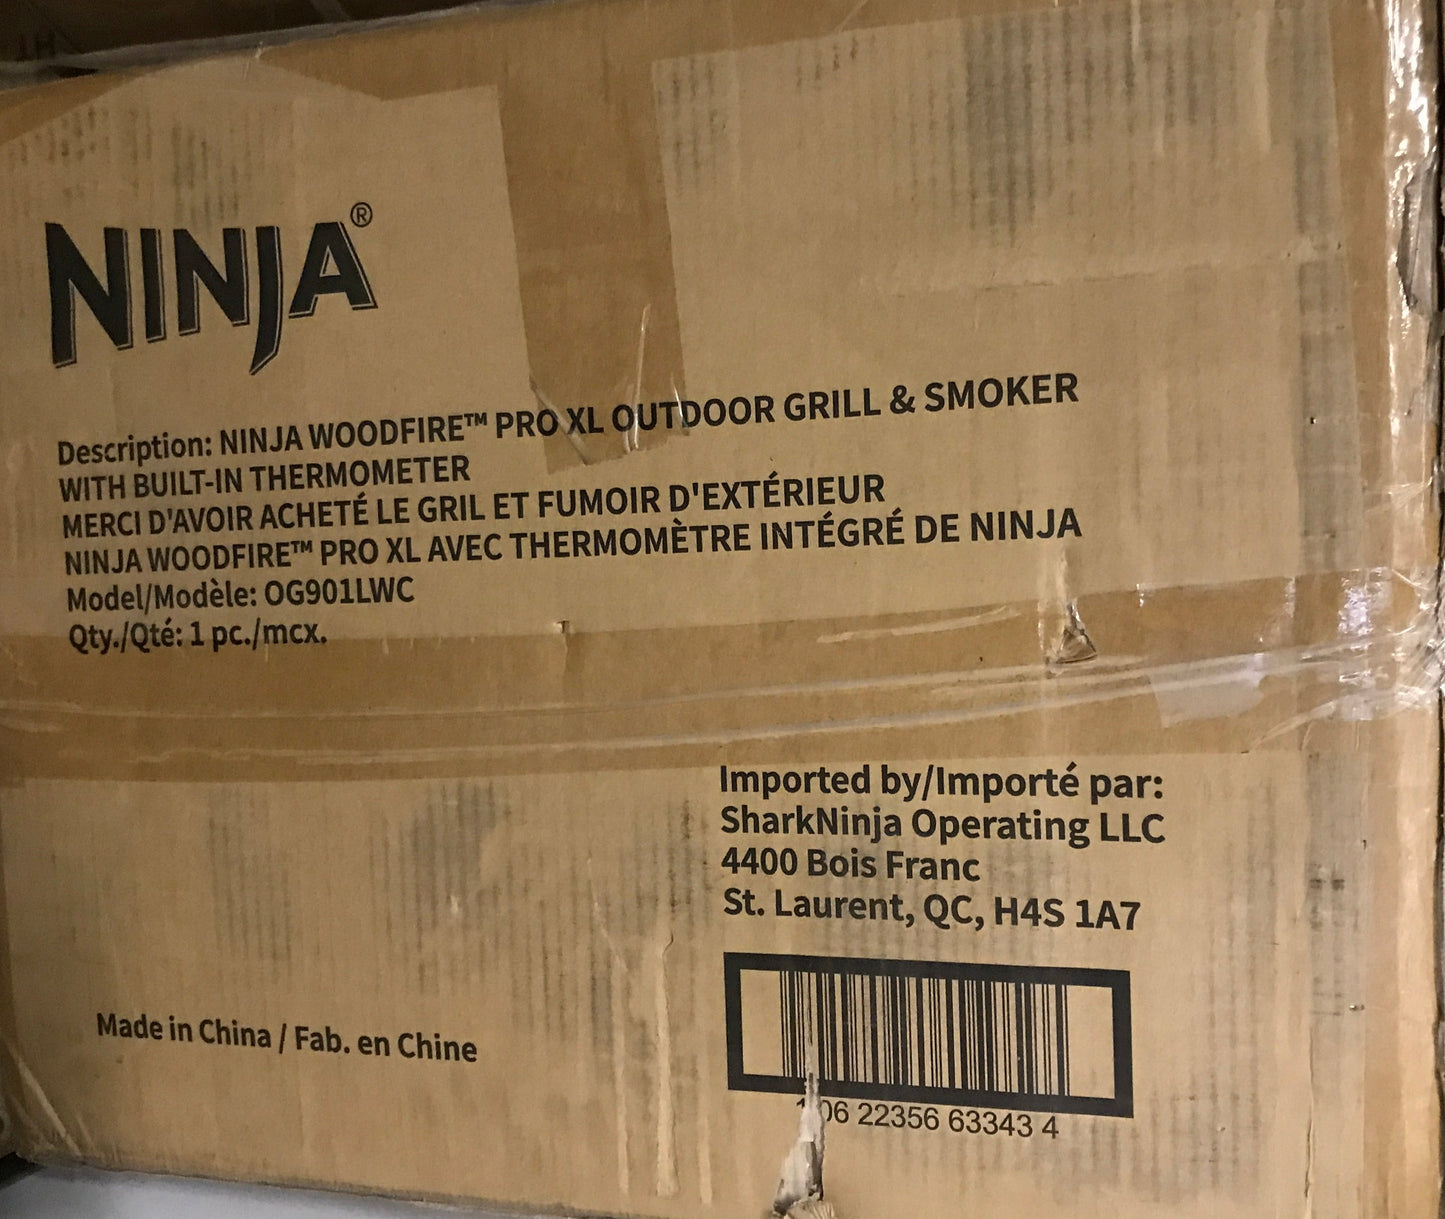 NINJA®
Description: NINJA WOODFIRE™ PRO XL OUTDOOR GRILL & SMOKER
WITH BUILT-IN THERMOMETER
MERCI D'AVOIR ACHETÉ LE GRIL ET FUMOIR D'EXTÉRIEUR
NINJA WOODFIRE™ PRO XL AVEC THERMOMÈTRE INTÉGRÉ DE NINJA
Model/Modèle: OG901LWC
Qty./Qté: 1 pc./mcx.
Imported by/Importé par:
SharkNinja Operating LLC
4400 Bois Franc
St. Laurent, QC, H4S 1A7
Made in China / Fab. en Chine
22356 63343 4